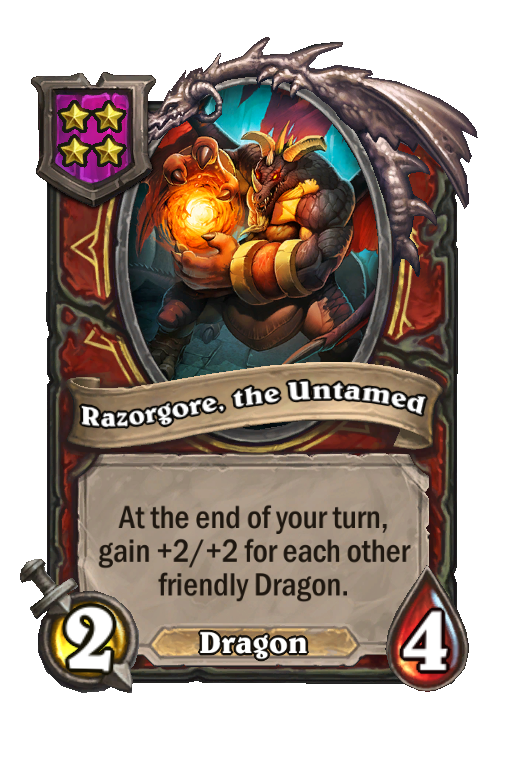 Razorgore, the Untamed
At the end of your turn,
gain +2/+2 for each other
friendly Dragon.
2
Dragon
4